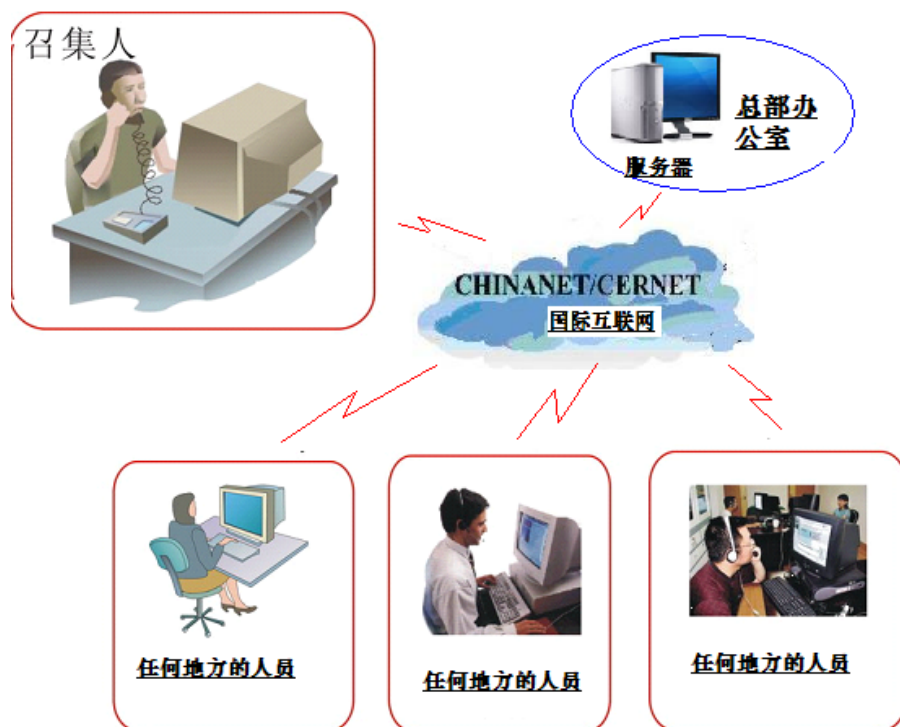 召集人
总部办
公室
服务器
CHINANET/CERNET
国际互联网
任何地方的人员
任何地方的人员
任何地方的人员